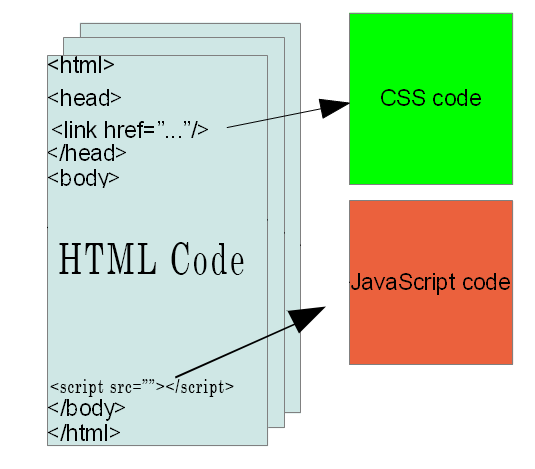 <html>
<head>
<link href=”...”/>
</head>
<body>
HTML Code
<script src=””></script>
</body>
</html>
CSS code
JavaScript code